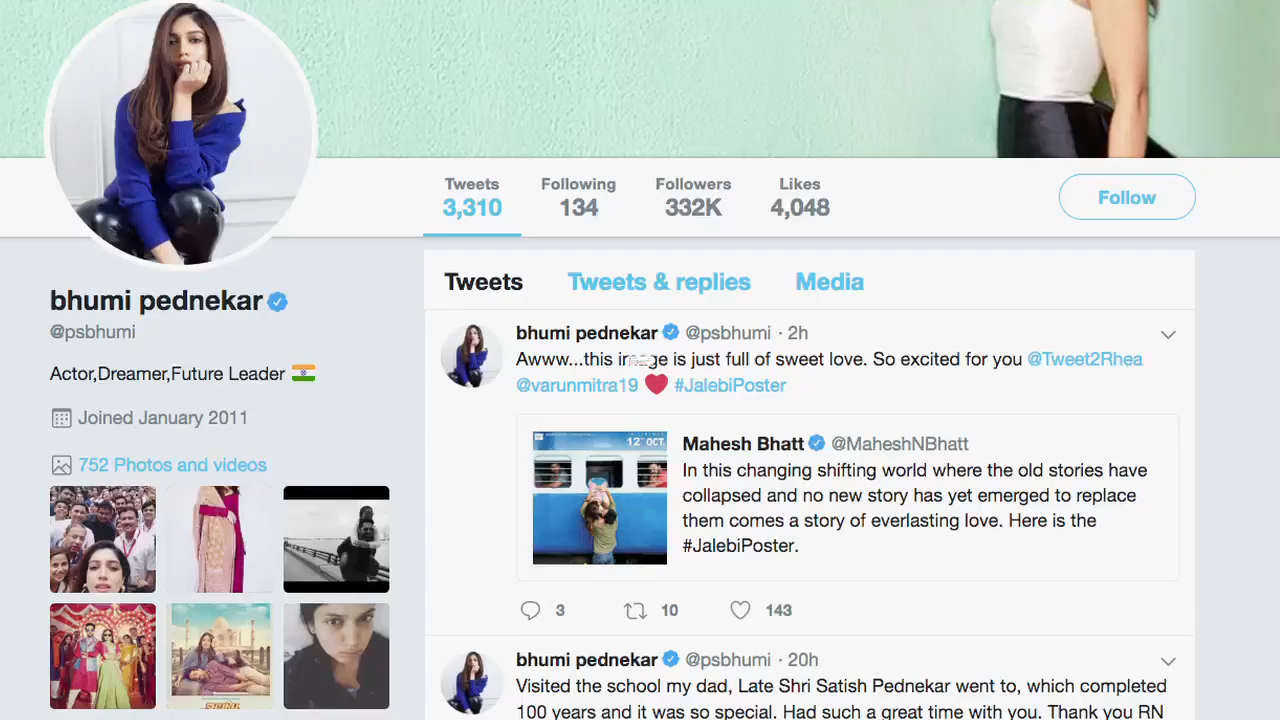 Tweets
3,310
Following
134
Followers
332K
Likes
4,048
Follow
bhumi pednekar
@psbhumi
Actor,Dreamer,Future Leader
Joined January 2011
752 Photos and videos
Tweets Tweets & replies Media
bhumi pednekar @psbhumi · 2h
Awww...this image is just full of sweet love. So excited for you @Tweet2Rhea
@varunmitra19 #JalebiPoster
12TH OCT.
Mahesh Bhatt @MaheshNBhatt
In this changing shifting world where the old stories have
collapsed and no new story has yet emerged to replace
them comes a story of everlasting love. Here is the
#JalebiPoster.
3 10 143
bhumi pednekar @psbhumi · 20h
Visited the school my dad, Late Shri Satish Pednekar went to, which completed
100 years and it was so special. Had such a great time with you. Thank you RN